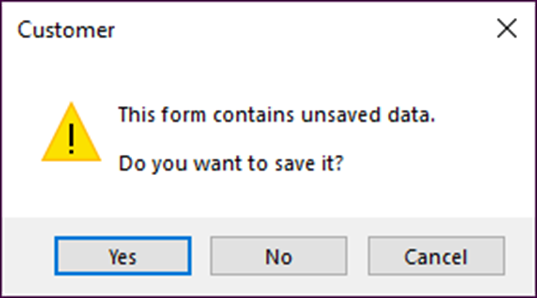 Customer
This form contains unsaved data.
Do you want to save it?
Yes No Cancel